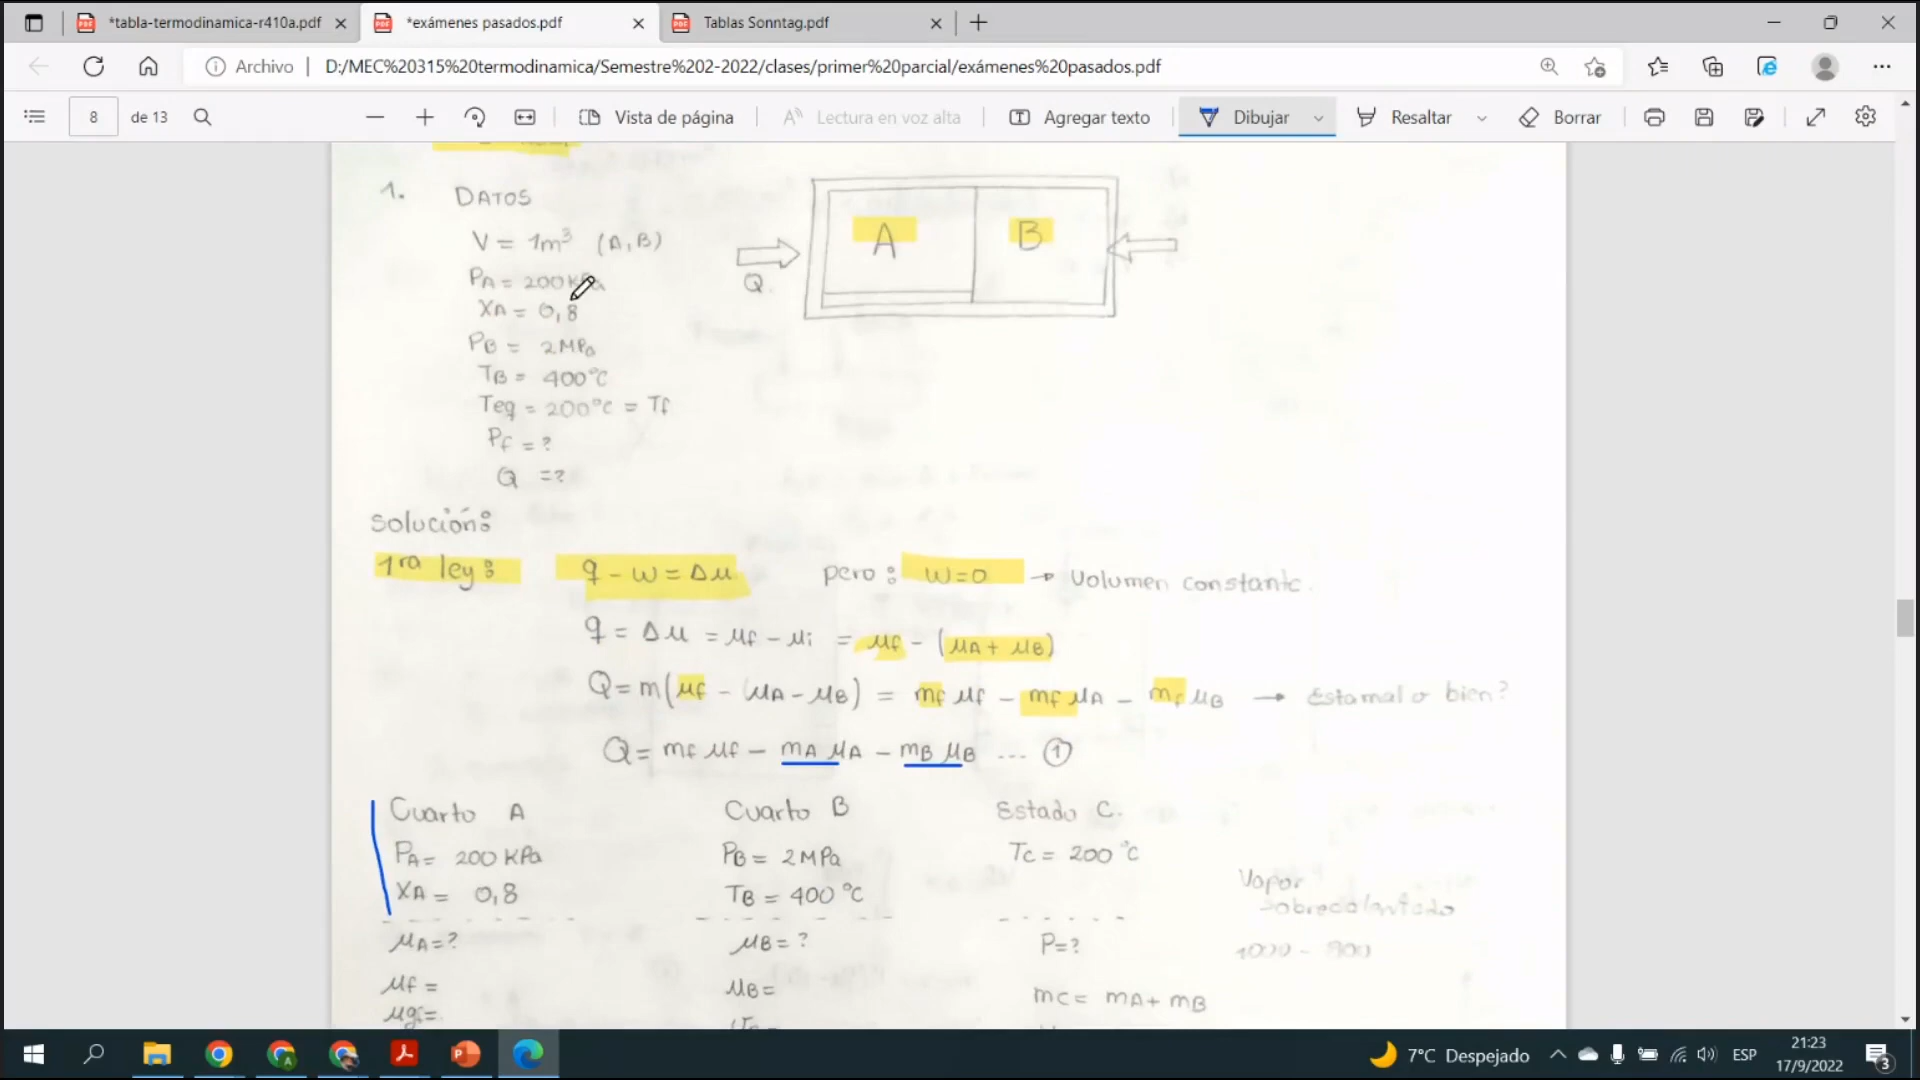 *tabla-termodinamica-r410a.pdf
*exámenes pasados.pdf
Tablas Sonntag.pdf
Archivo
D:/MEC%20315%20termodinamica/Semestre%202-2022/clases/primer%20parcial/exámenes%20pasados.pdf
8 de 13
Vista de página
Lectura en voz alta
Agregar texto
Dibujar
Resaltar
Borrar
1. DATOS
V = 1m³ (A, B)
PA = 200KPa
XA = 0,8
PB = 2MPa
TB = 400°C
Teq = 200°C = Tf
Pf = ?
Q = ?
A
B
Q.
Solución:
1ra ley: q - w = Δu pero: w=0 → Volumen constante.
q = Δu = uf - ui = uf - (uA + uB)
Q = m(uf - (uA - uB) = mf uf - mf uA - mf uB → Esta mal o bien?
Q = mf uf - mA uA - mB uB ... ①
Cuarto A
Cuarto B
Estado C.
PA = 200 KPa
PB = 2MPa
Tc = 200 °C
XA = 0,8
TB = 400 °C
Vapor
sobrecalentado
uA = ?
uB = ?
P = ?
uf =
uB =
mc = mA + mB
7°C Despejado
ESP
21:23
17/9/2022
3